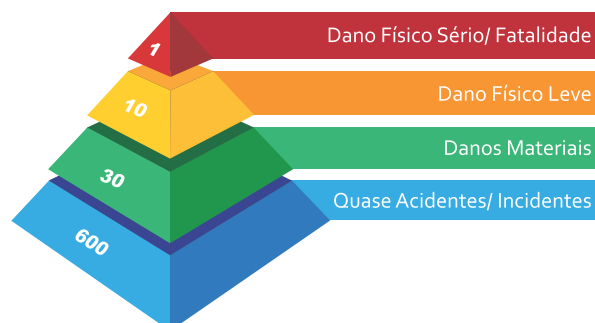 1
Dano Físico Sério/ Fatalidade
10
Dano Físico Leve
30
Danos Materiais
600
Quase Acidentes/ Incidentes